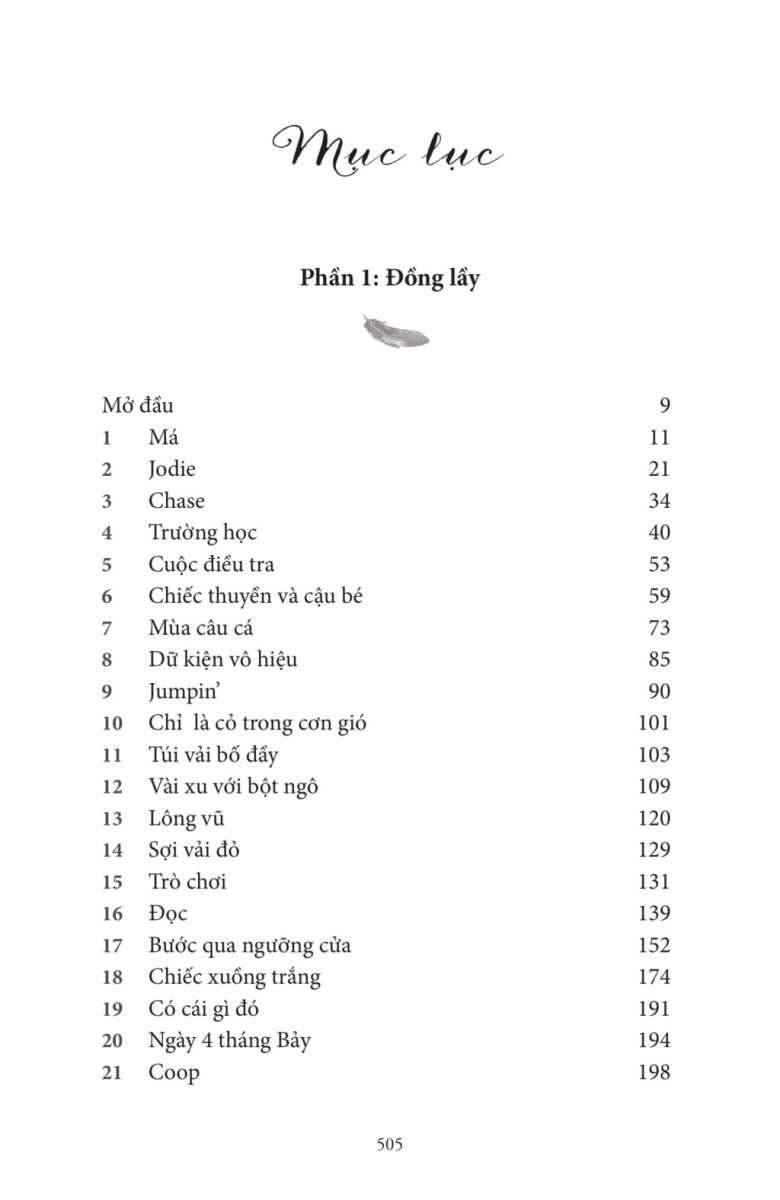 Mục lục
Phần 1: Đồng lầy
Mở đầu 9
1 Má 11
2 Jodie 21
3 Chase 34
4 Trường học 40
5 Cuộc điều tra 53
6 Chiếc thuyền và cậu bé 59
7 Mùa câu cá 73
8 Dữ kiện vô hiệu 85
9 Jumpin’ 90
10 Chỉ là cỏ trong cơn gió 101
11 Túi vải bố đầy 103
12 Vài xu với bột ngô 109
13 Lông vũ 120
14 Sợi vải đỏ 129
15 Trò chơi 131
16 Đọc 139
17 Bước qua ngưỡng cửa 152
18 Chiếc xuồng trắng 174
19 Có cái gì đó 191
20 Ngày 4 tháng Bảy 194
21 Coop 198
505